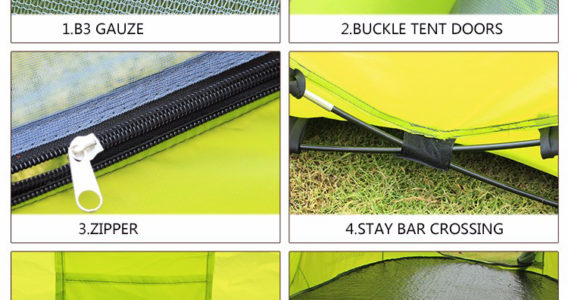 1.B3 GAUZE
2.BUCKLE TENT DOORS
3.ZIPPER
4.STAY BAR CROSSING